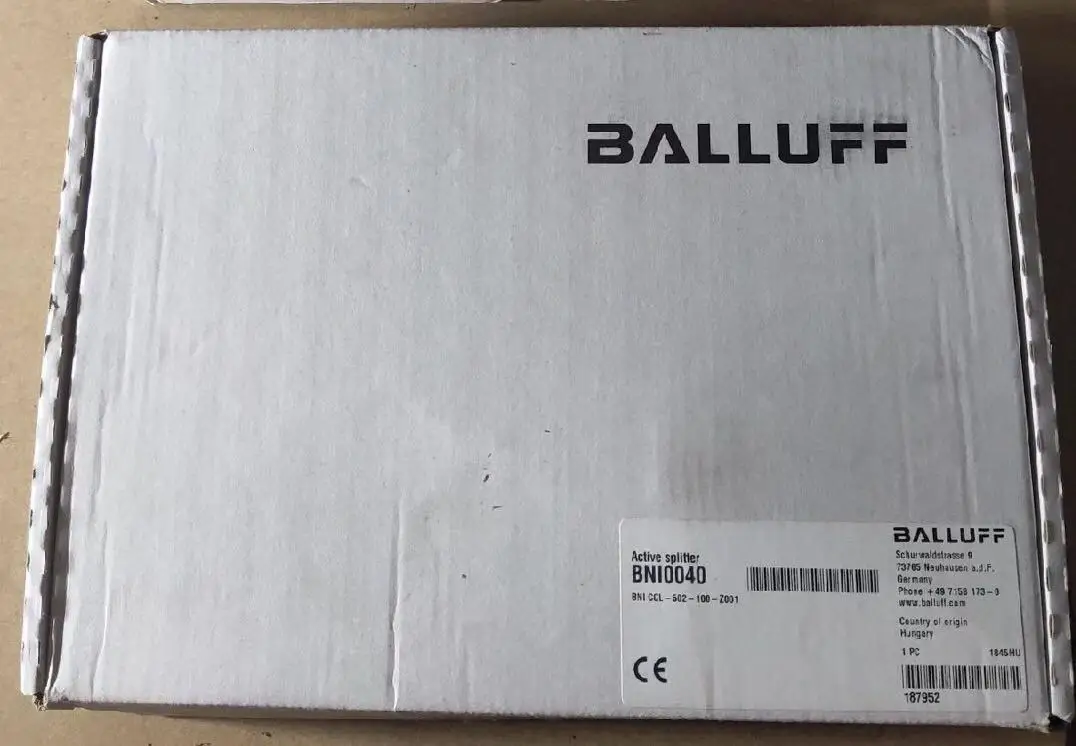 BALLUFF
Active splitter
BNI0040
BNI CCL-502-100-Z001
CE
BALLUFF
Schurwaldstrasse 9
73765 Neuhausen a.d.F.
Germany
Phone +49 7158 173-0
www.balluff.com
Country of origin
Hungary
1 PC 1845HU
187952